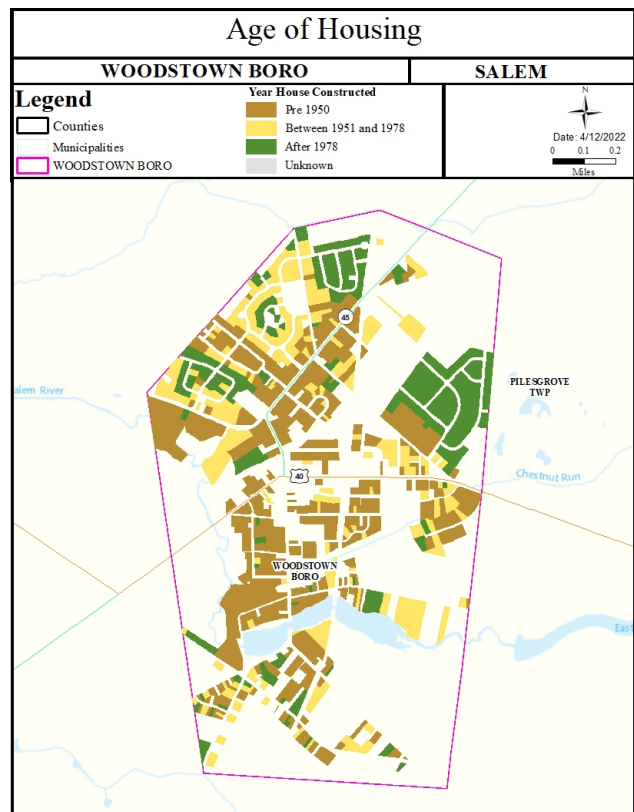 Age of Housing
WOODSTOWN BORO
SALEM
Legend
Counties
Municipalities
WOODSTOWN BORO
Year House Constructed
Pre 1950
Between 1951 and 1978
After 1978
Unknown
N
Date: 4/12/2022
0 0.1 0.2
Miles
45
alem River
PILESGROVE
TWP
40
Chestnut Run
WOODSTOWN
BORO
East